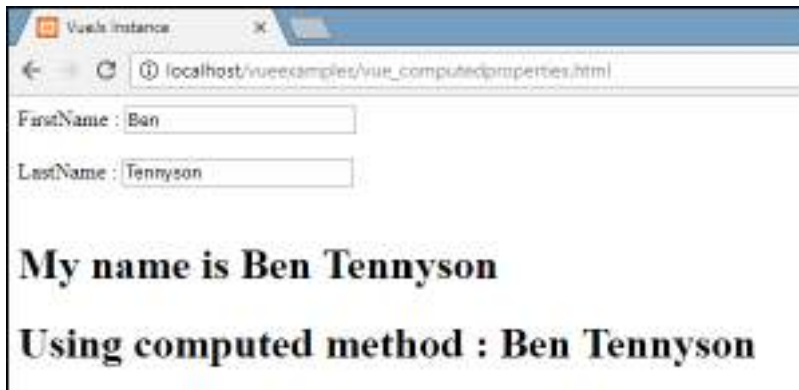 VueJs Instance
localhost/vueexamples/vue_computedproperties.html
FirstName : Ben
LastName : Tennyson
My name is Ben Tennyson
Using computed method : Ben Tennyson